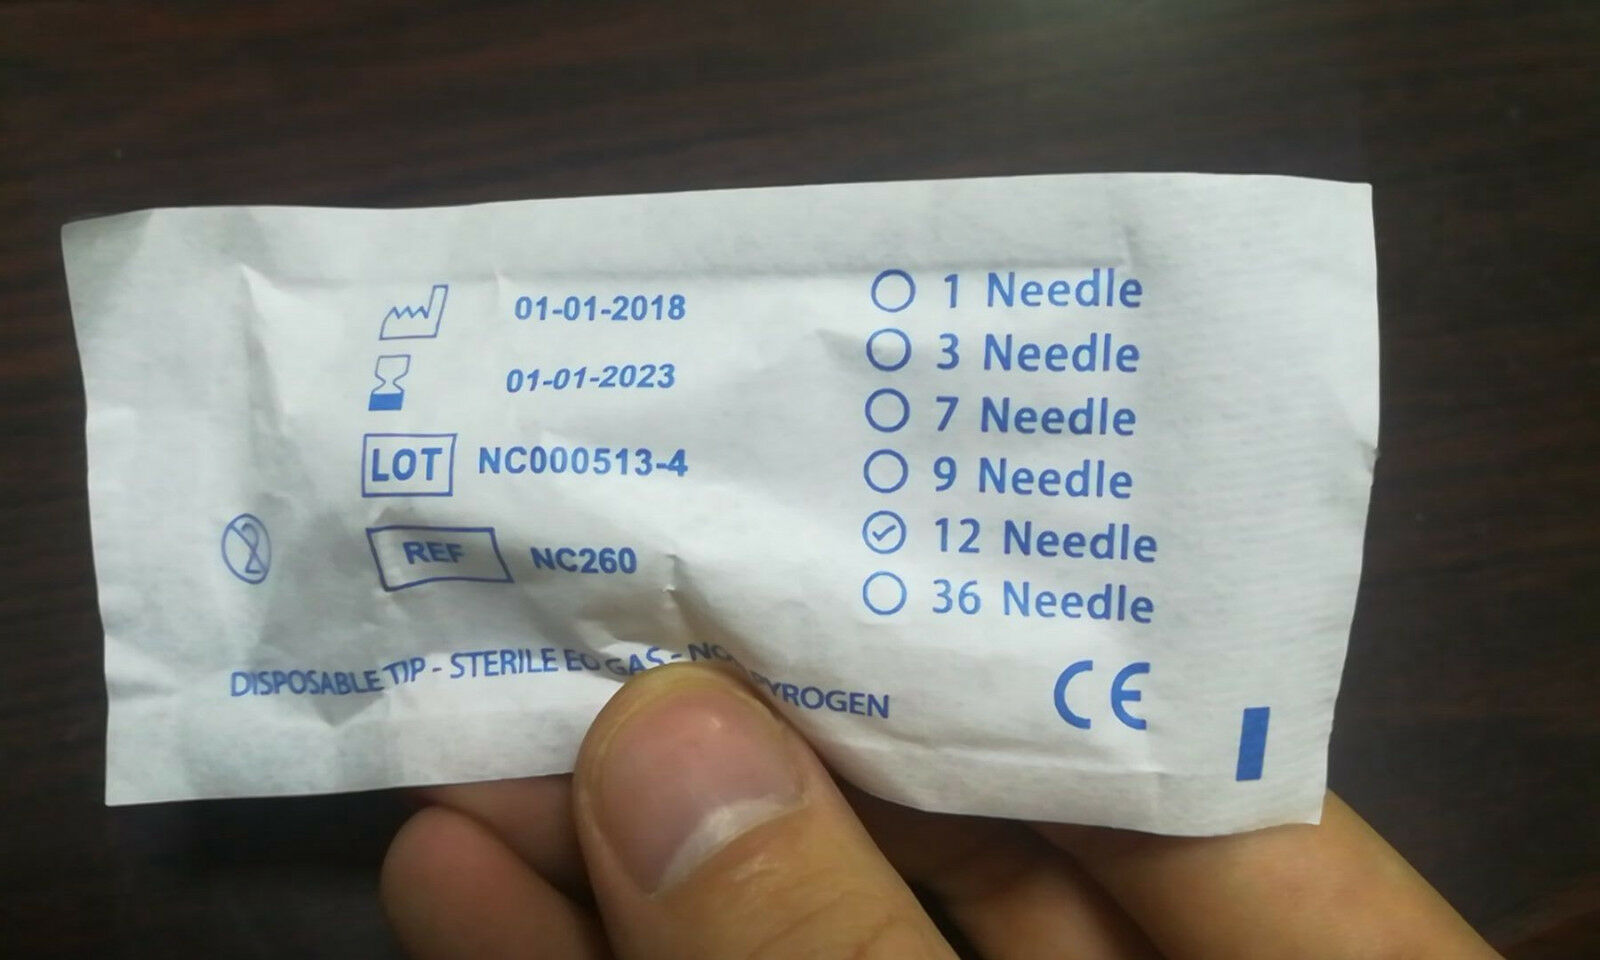 01-01-2018
01-01-2023
LOT NC000513-4
REF NC260
DISPOSABLE TIP - STERILE EO GAS -
1 Needle
3 Needle
7 Needle
9 Needle
12 Needle
36 Needle
CE
2